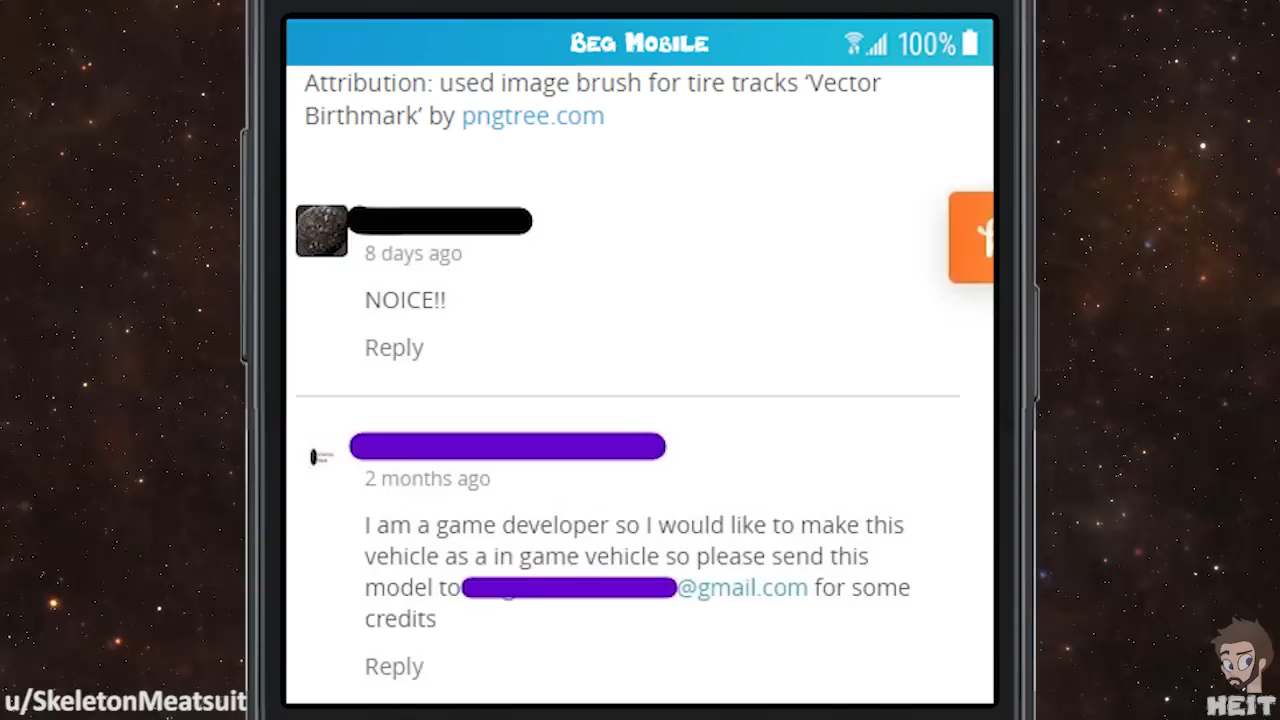 BEG MOBILE
100%
Attribution: used image brush for tire tracks ‘Vector
Birthmark’ by pngtree.com
8 days ago
NOICE!!
Reply
2 months ago
I am a game developer so I would like to make this
vehicle as a in game vehicle so please send this
model to @gmail.com for some
credits
Reply
u/SkeletonMeatsuit
HEIT